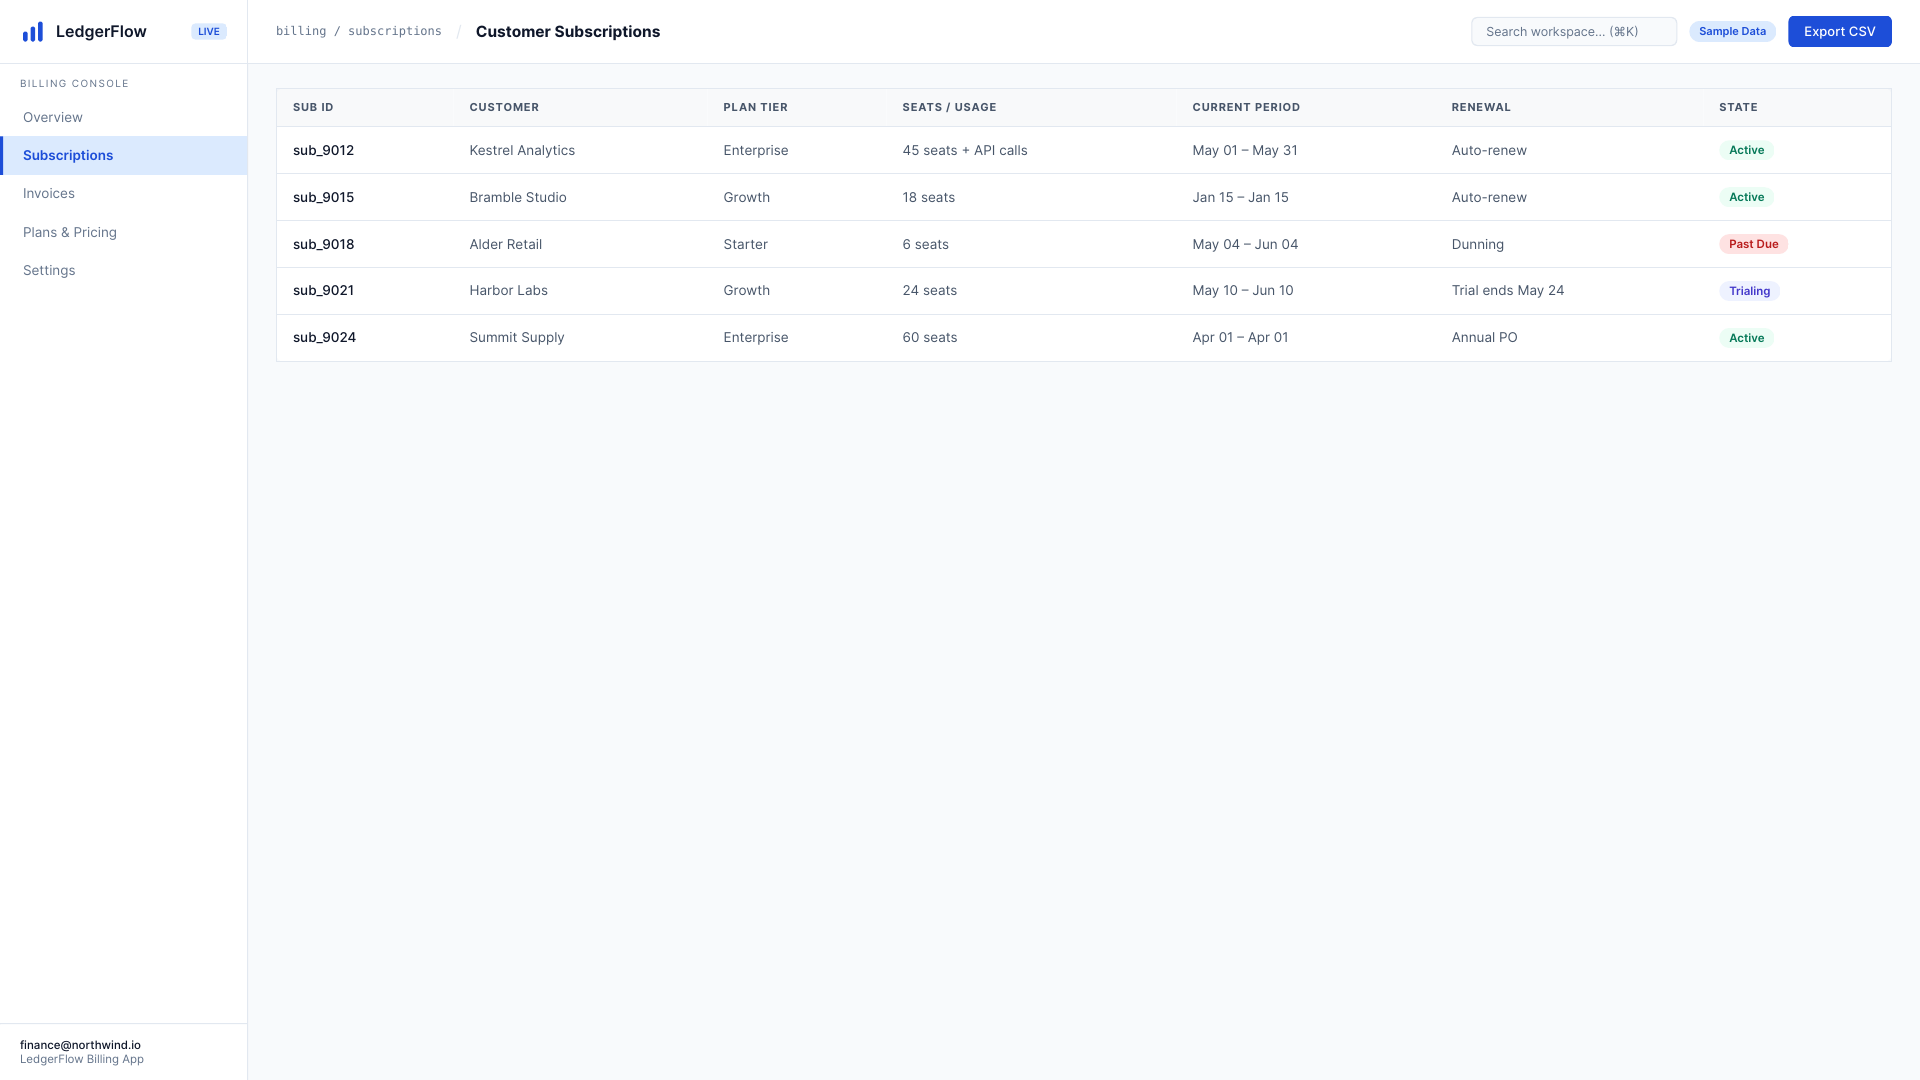 LedgerFlow
LIVE
BILLING CONSOLE
Overview
Subscriptions
Invoices
Plans & Pricing
Settings
finance@northwind.io
LedgerFlow Billing App
billing / subscriptions / Customer Subscriptions
Search workspace... (⌘K)
Sample Data
Export CSV
SUB ID CUSTOMER PLAN TIER SEATS / USAGE CURRENT PERIOD RENEWAL STATE
sub_9012 Kestrel Analytics Enterprise 45 seats + API calls May 01 – May 31 Auto-renew Active
sub_9015 Bramble Studio Growth 18 seats Jan 15 – Jan 15 Auto-renew Active
sub_9018 Alder Retail Starter 6 seats May 04 – Jun 04 Dunning Past Due
sub_9021 Harbor Labs Growth 24 seats May 10 – Jun 10 Trial ends May 24 Trialing
sub_9024 Summit Supply Enterprise 60 seats Apr 01 – Apr 01 Annual PO Active